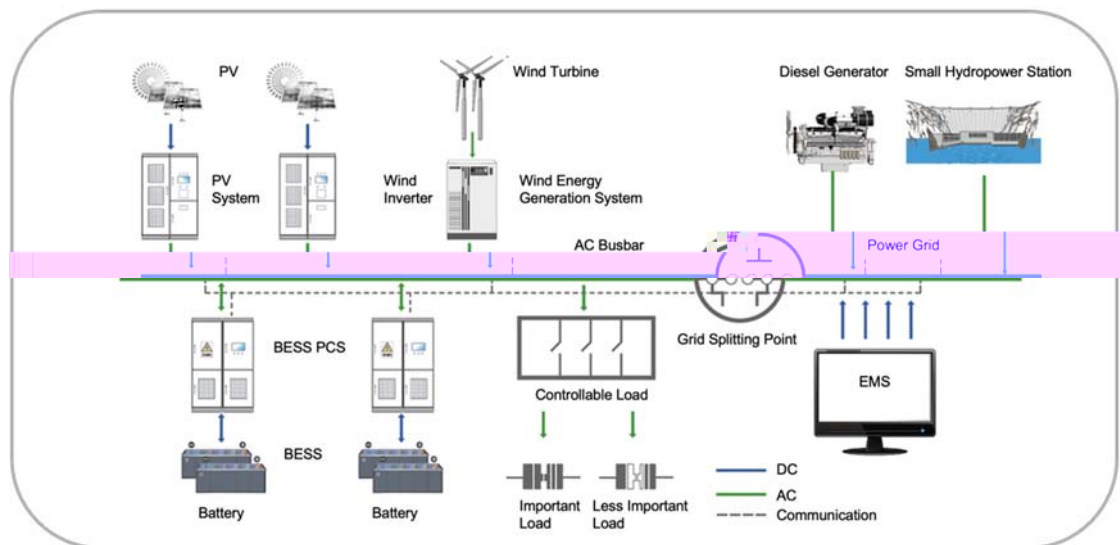 PV
Wind Turbine
Diesel Generator
Small Hydropower Station
PV
System
Wind
Inverter
Wind Energy
Generation System
AC Busbar
Power Grid
BESS PCS
Grid Splitting Point
Controllable Load
EMS
BESS
Battery
Battery
Important
Load
Less Important
Load
DC
AC
Communication